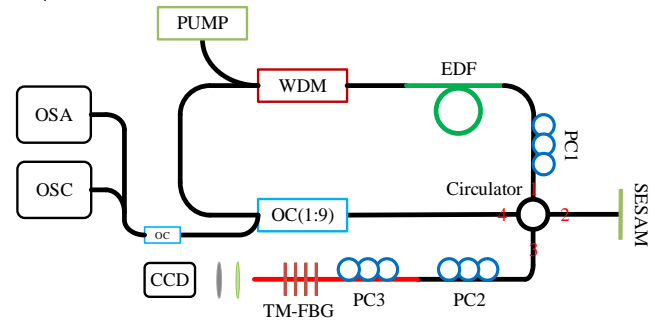 PUMP
WDM
EDF
OSA
PC1
OSC
Circulator
1
SESAM
OC(1:9)
4
2
OC
3
CCD
TM-FBG
PC3
PC2